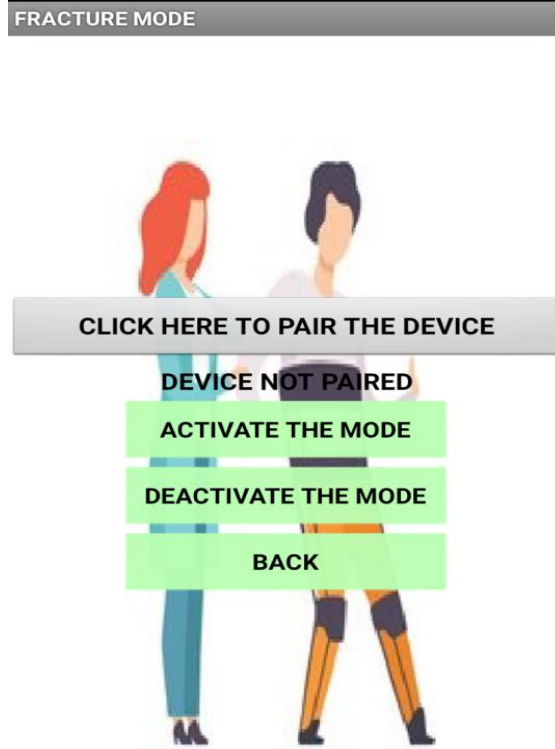 FRACTURE MODE
CLICK HERE TO PAIR THE DEVICE
DEVICE NOT PAIRED
ACTIVATE THE MODE
DEACTIVATE THE MODE
BACK